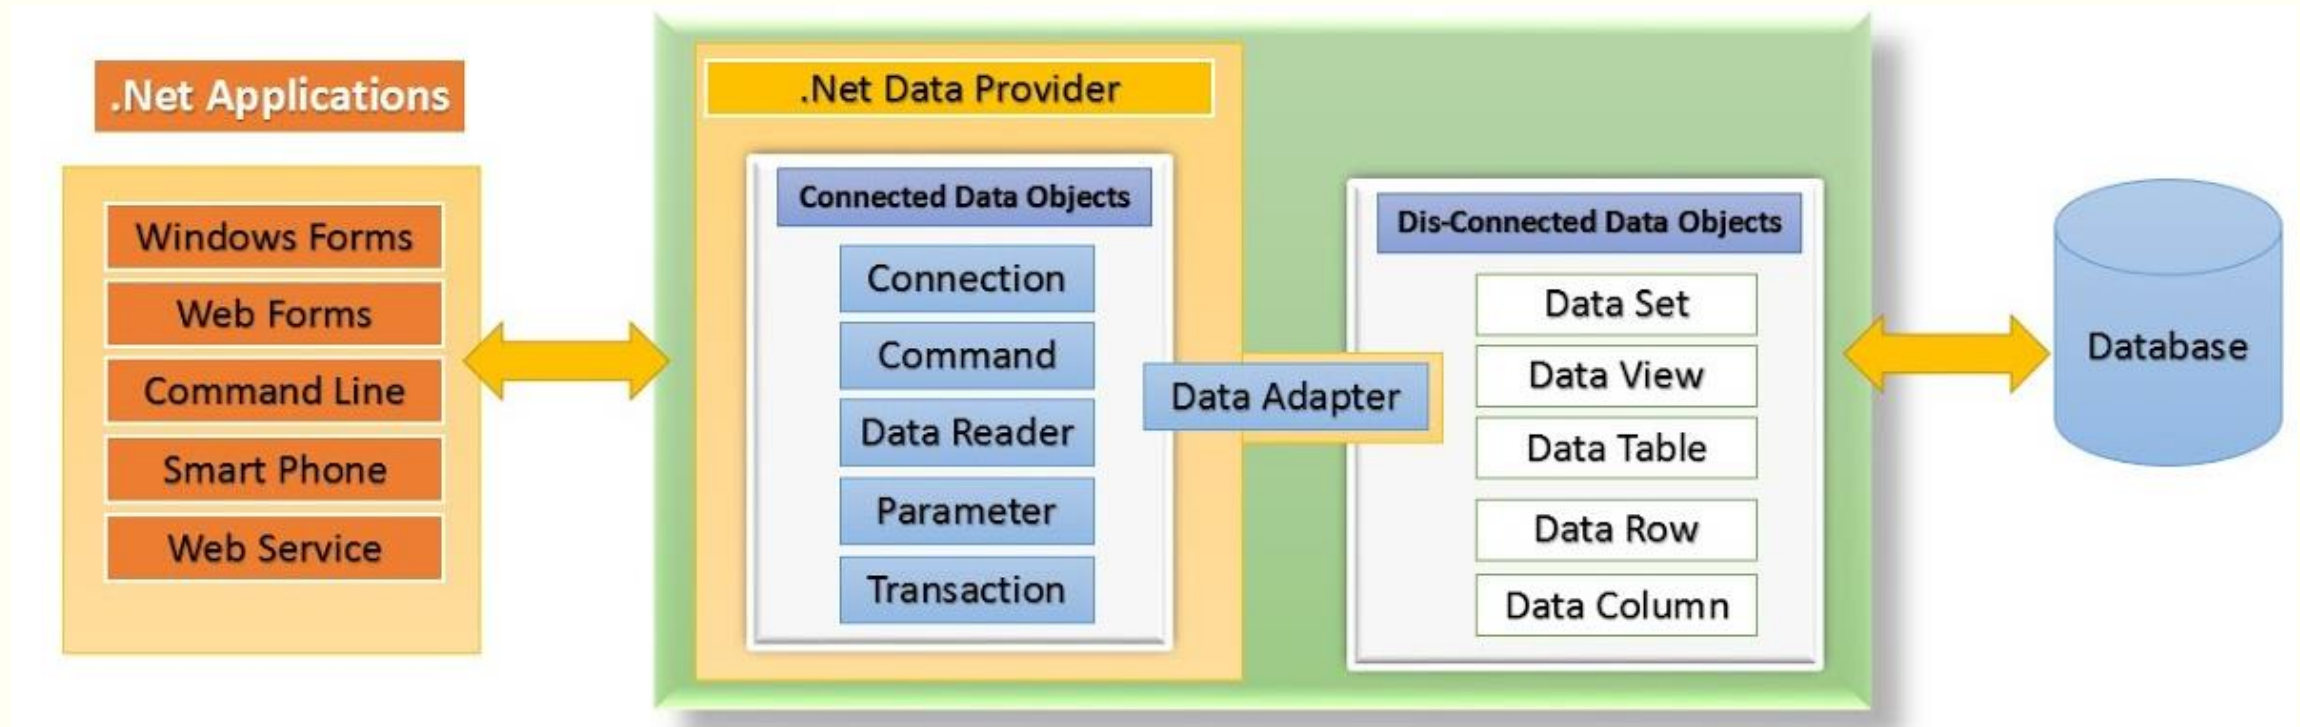 .Net Applications
Windows Forms
Web Forms
Command Line
Smart Phone
Web Service
.Net Data Provider
Connected Data Objects
Connection
Command
Data Reader
Parameter
Transaction
Data Adapter
Dis-Connected Data Objects
Data Set
Data View
Data Table
Data Row
Data Column
Database